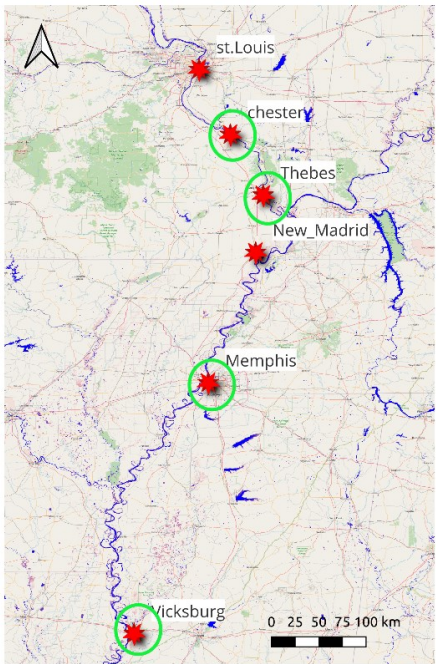 st.Louis
chester
Thebes
New_Madrid
Memphis
Vicksburg
0 25 50 75 100 km